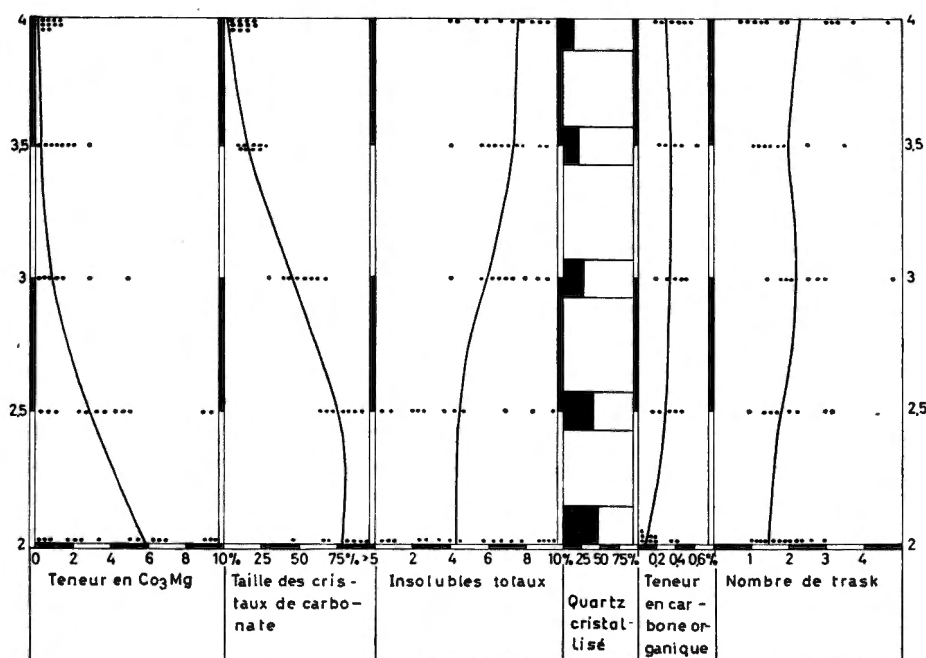 4
3,5
3
2,5
2
4
3,5
3
2,5
2
0 2 4 6 8 10% 25 50 75% >5 4 6 8 10% 25 50 75% 0,2 0,4 0,6% 1 2 3 4
Teneur en Co3Mg
Taille des cris-
taux de carbo-
nate
Insolubles totaux
Quartz
cristal-
lisé
Teneur
en car-
bone or-
ganique
Nombre de trask